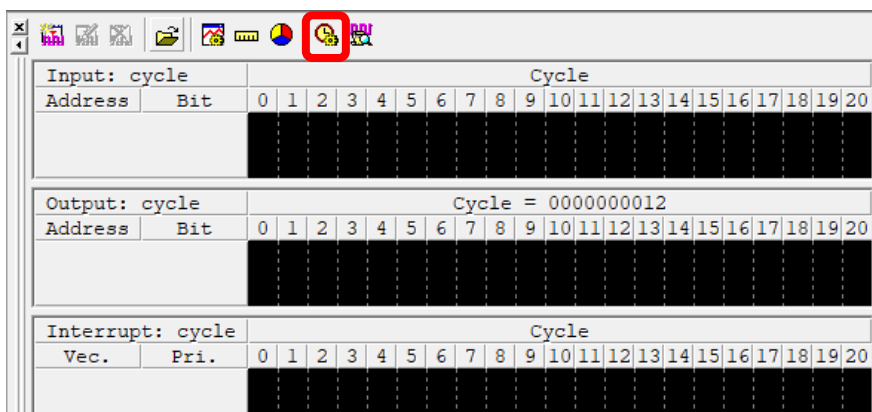 Input: cycle Cycle
Address Bit 0 1 2 3 4 5 6 7 8 9 10 11 12 13 14 15 16 17 18 19 20
Output: cycle Cycle = 0000000012
Address Bit 0 1 2 3 4 5 6 7 8 9 10 11 12 13 14 15 16 17 18 19 20
Interrupt: cycle Cycle
Vec. Pri. 0 1 2 3 4 5 6 7 8 9 10 11 12 13 14 15 16 17 18 19 20